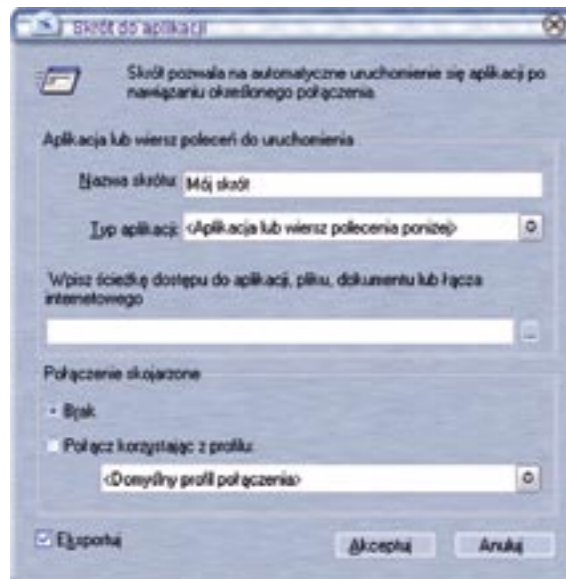 Skrót do aplikacji
Skrót pozwala na automatyczne uruchomienie się aplikacji po
nawiązaniu określonego połączenia.
Aplikacja lub wiersz poleceń do uruchomienia
Nazwa skrótu: Mój skrót
Typ aplikacji: <Aplikacja lub wiersz polecenia poniżej>
Wpisz ścieżkę dostępu do aplikacji, pliku, dokumentu lub łącza
internetowego
...
Połączenie skojarzone
Brak
Połącz korzystając z profilu:
<Domyślny profil połączenia>
Eksportuj
Akceptuj
Anuluj